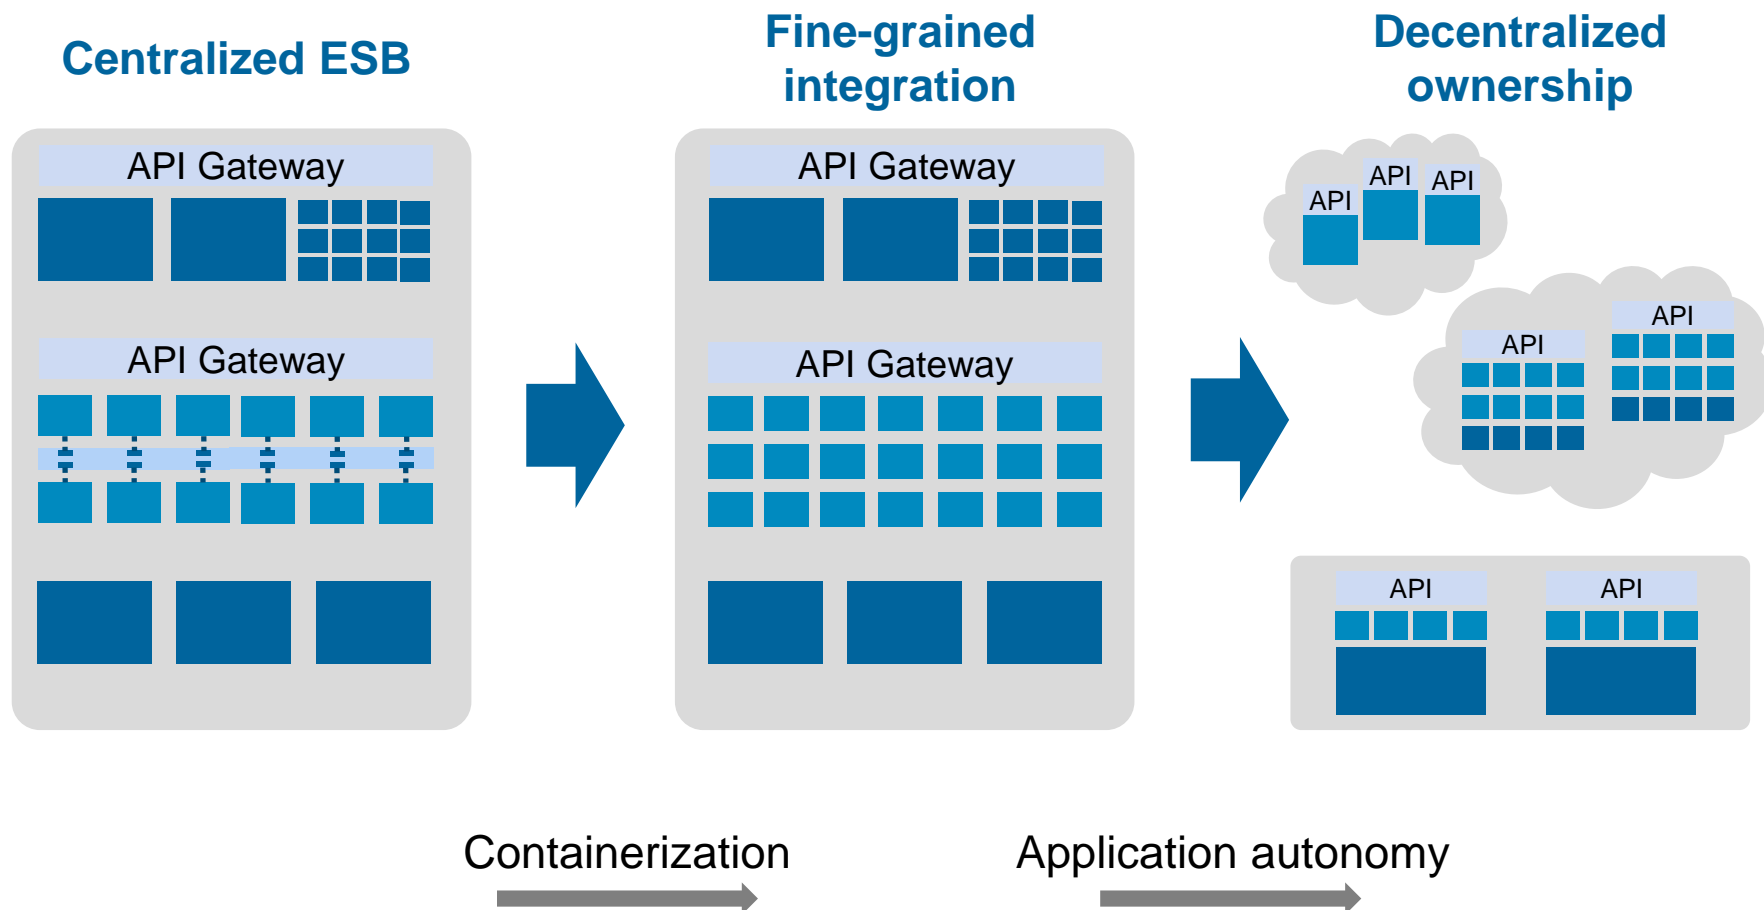 Centralized ESB
Fine-grained
integration
Decentralized
ownership
API Gateway
API Gateway
API Gateway
API Gateway
API
API
API
API
API
API
API
Containerization
Application autonomy